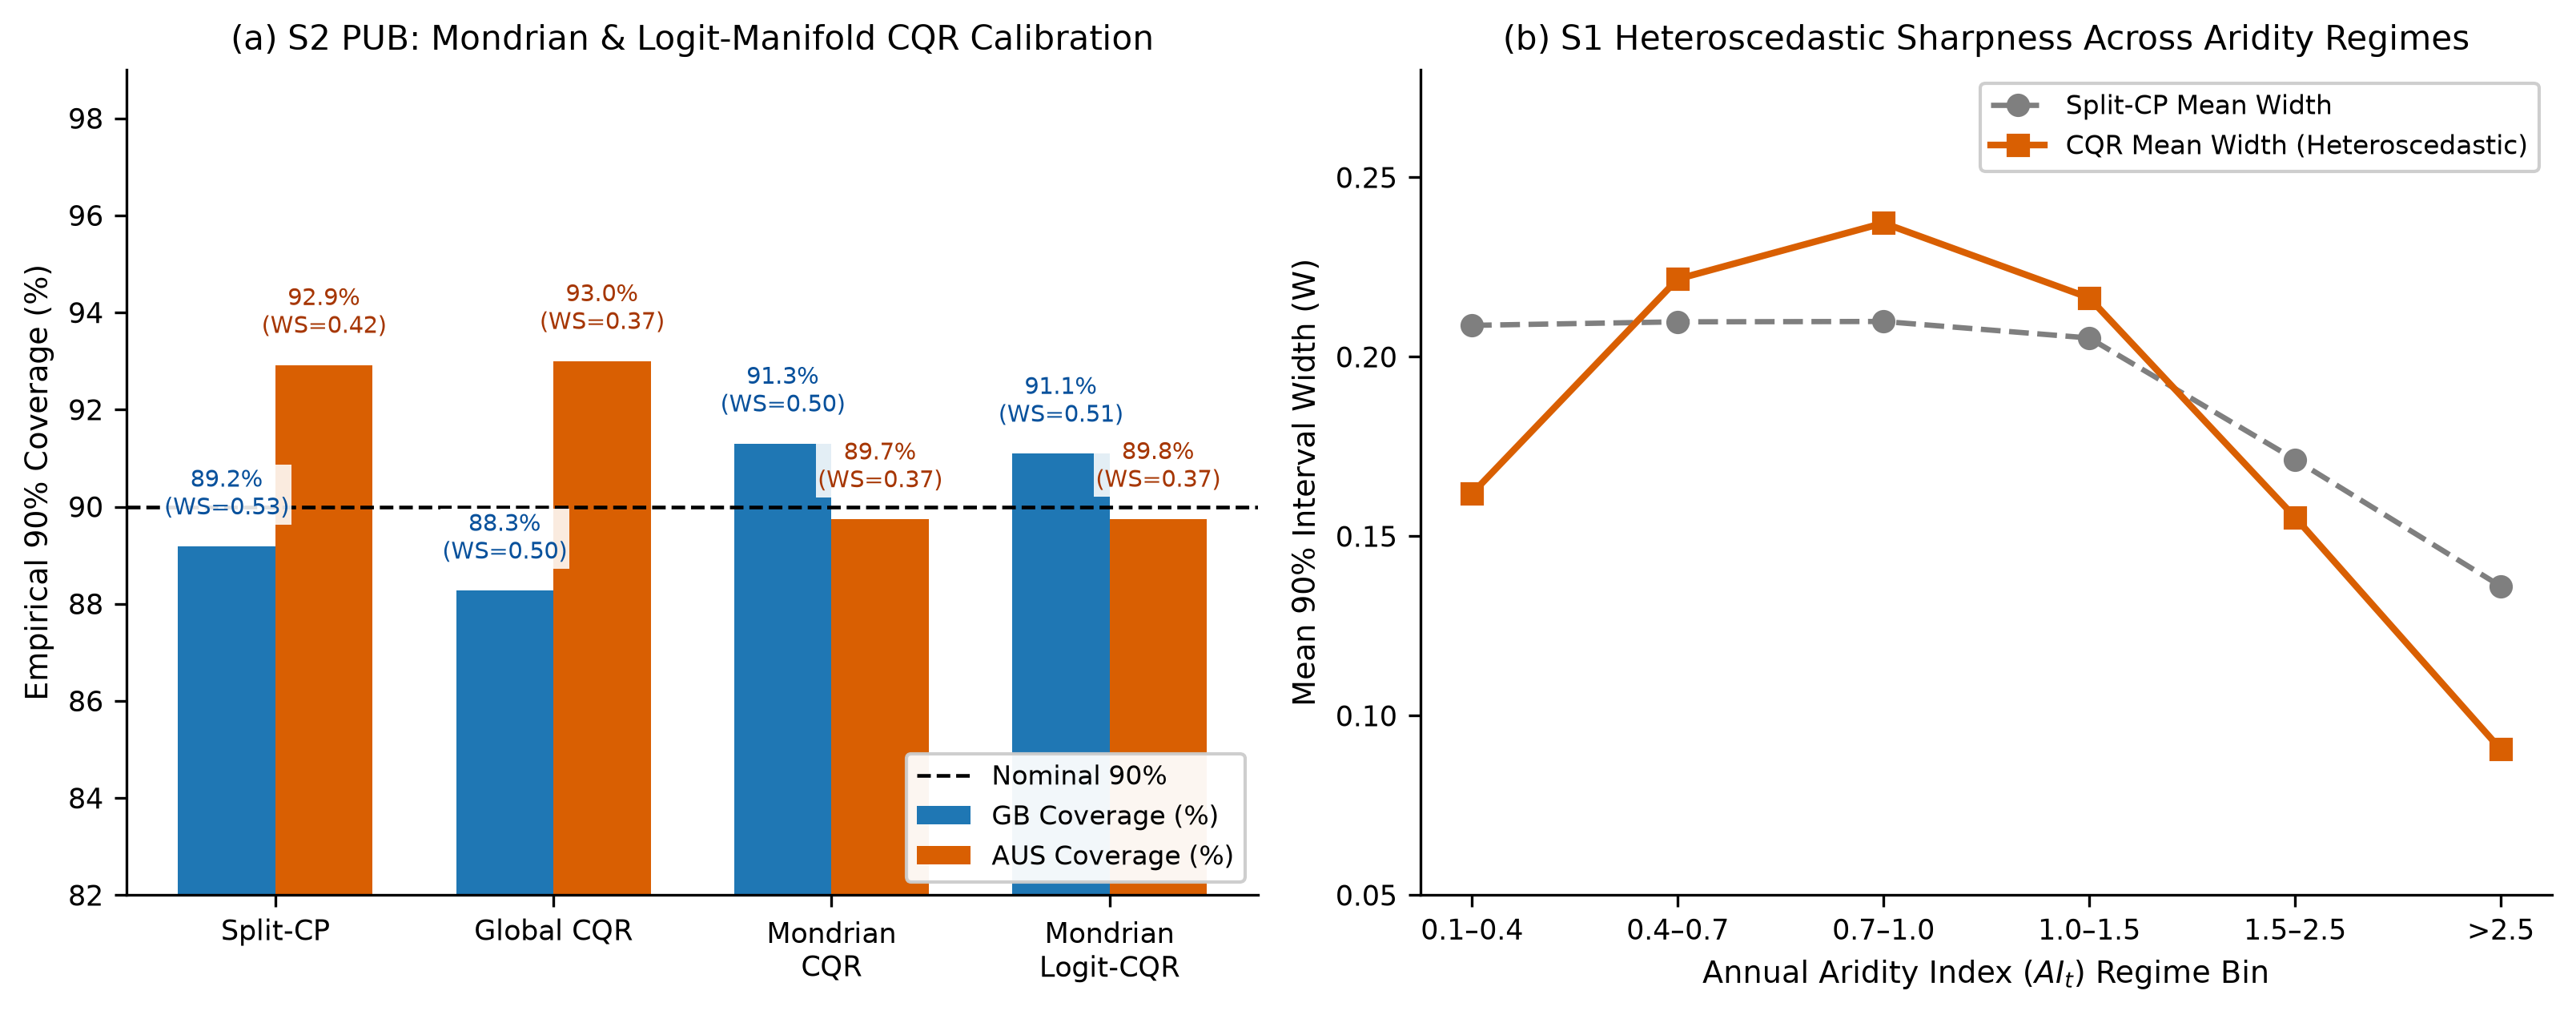 (a) S2 PUB: Mondrian & Logit-Manifold CQR Calibration
Empirical 90% Coverage (%)
98
96
94
92
90
88
86
84
82
89.2%
(WS=0.53)
92.9%
(WS=0.42)
88.3%
(WS=0.50)
93.0%
(WS=0.37)
91.3%
(WS=0.50)
89.7%
(WS=0.37)
91.1%
(WS=0.51)
89.8%
(WS=0.37)
Nominal 90%
GB Coverage (%)
AUS Coverage (%)
Split-CP
Global CQR
Mondrian
CQR
Mondrian
Logit-CQR
(b) S1 Heteroscedastic Sharpness Across Aridity Regimes
Split-CP Mean Width
CQR Mean Width (Heteroscedastic)
Mean 90% Interval Width (W)
0.25
0.20
0.15
0.10
0.05
0.1–0.4
0.4–0.7
0.7–1.0
1.0–1.5
1.5–2.5
>2.5
Annual Aridity Index (AIt) Regime Bin